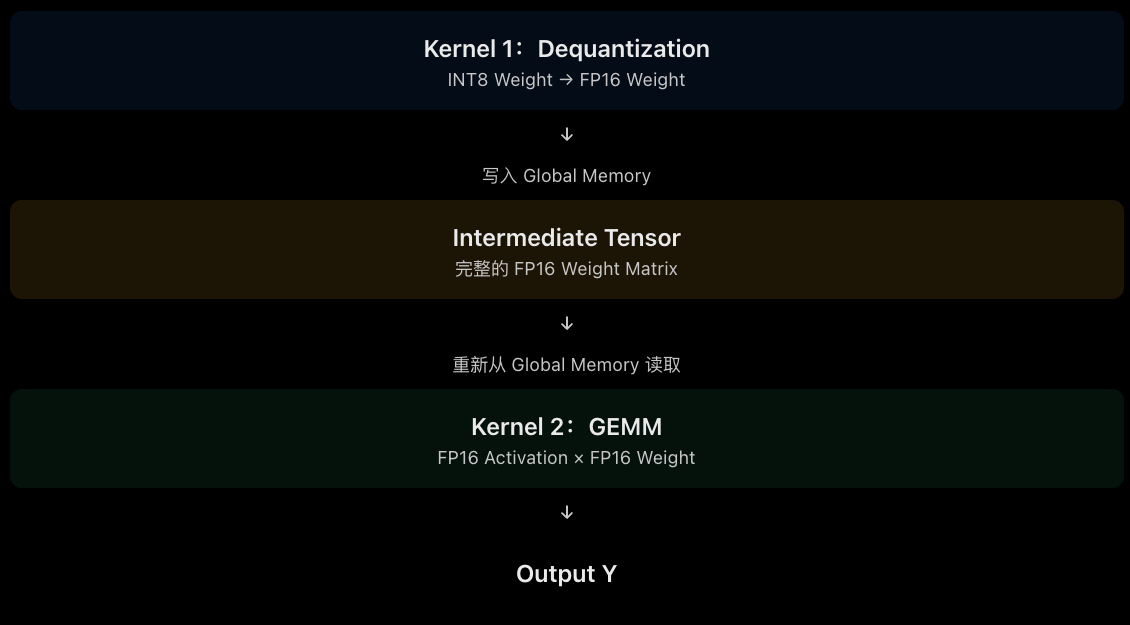 Kernel 1：Dequantization
INT8 Weight → FP16 Weight
↓
写入 Global Memory
Intermediate Tensor
完整的 FP16 Weight Matrix
↓
重新从 Global Memory 读取
Kernel 2：GEMM
FP16 Activation × FP16 Weight
↓
Output Y